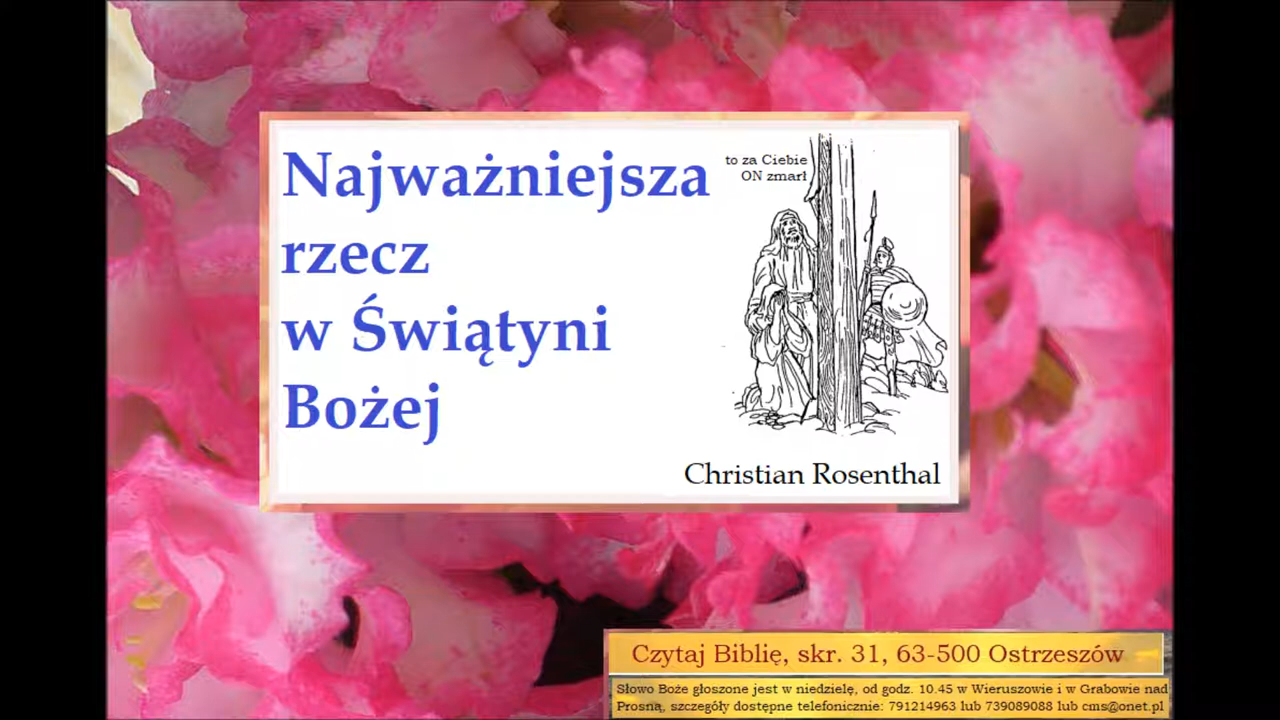 Najważniejsza
rzecz
w Świątyni
Bożej
to za Ciebie
ON zmarł
Christian Rosenthal
Czytaj Biblię, skr. 31, 63-500 Ostrzeszów
Słowo Boże głoszone jest w niedzielę, od godz. 10.45 w Wieruszowie i w Grabowie nad
Prosną, szczegóły dostępne telefonicznie: 791214963 lub 739089088 lub cms@onet.pl